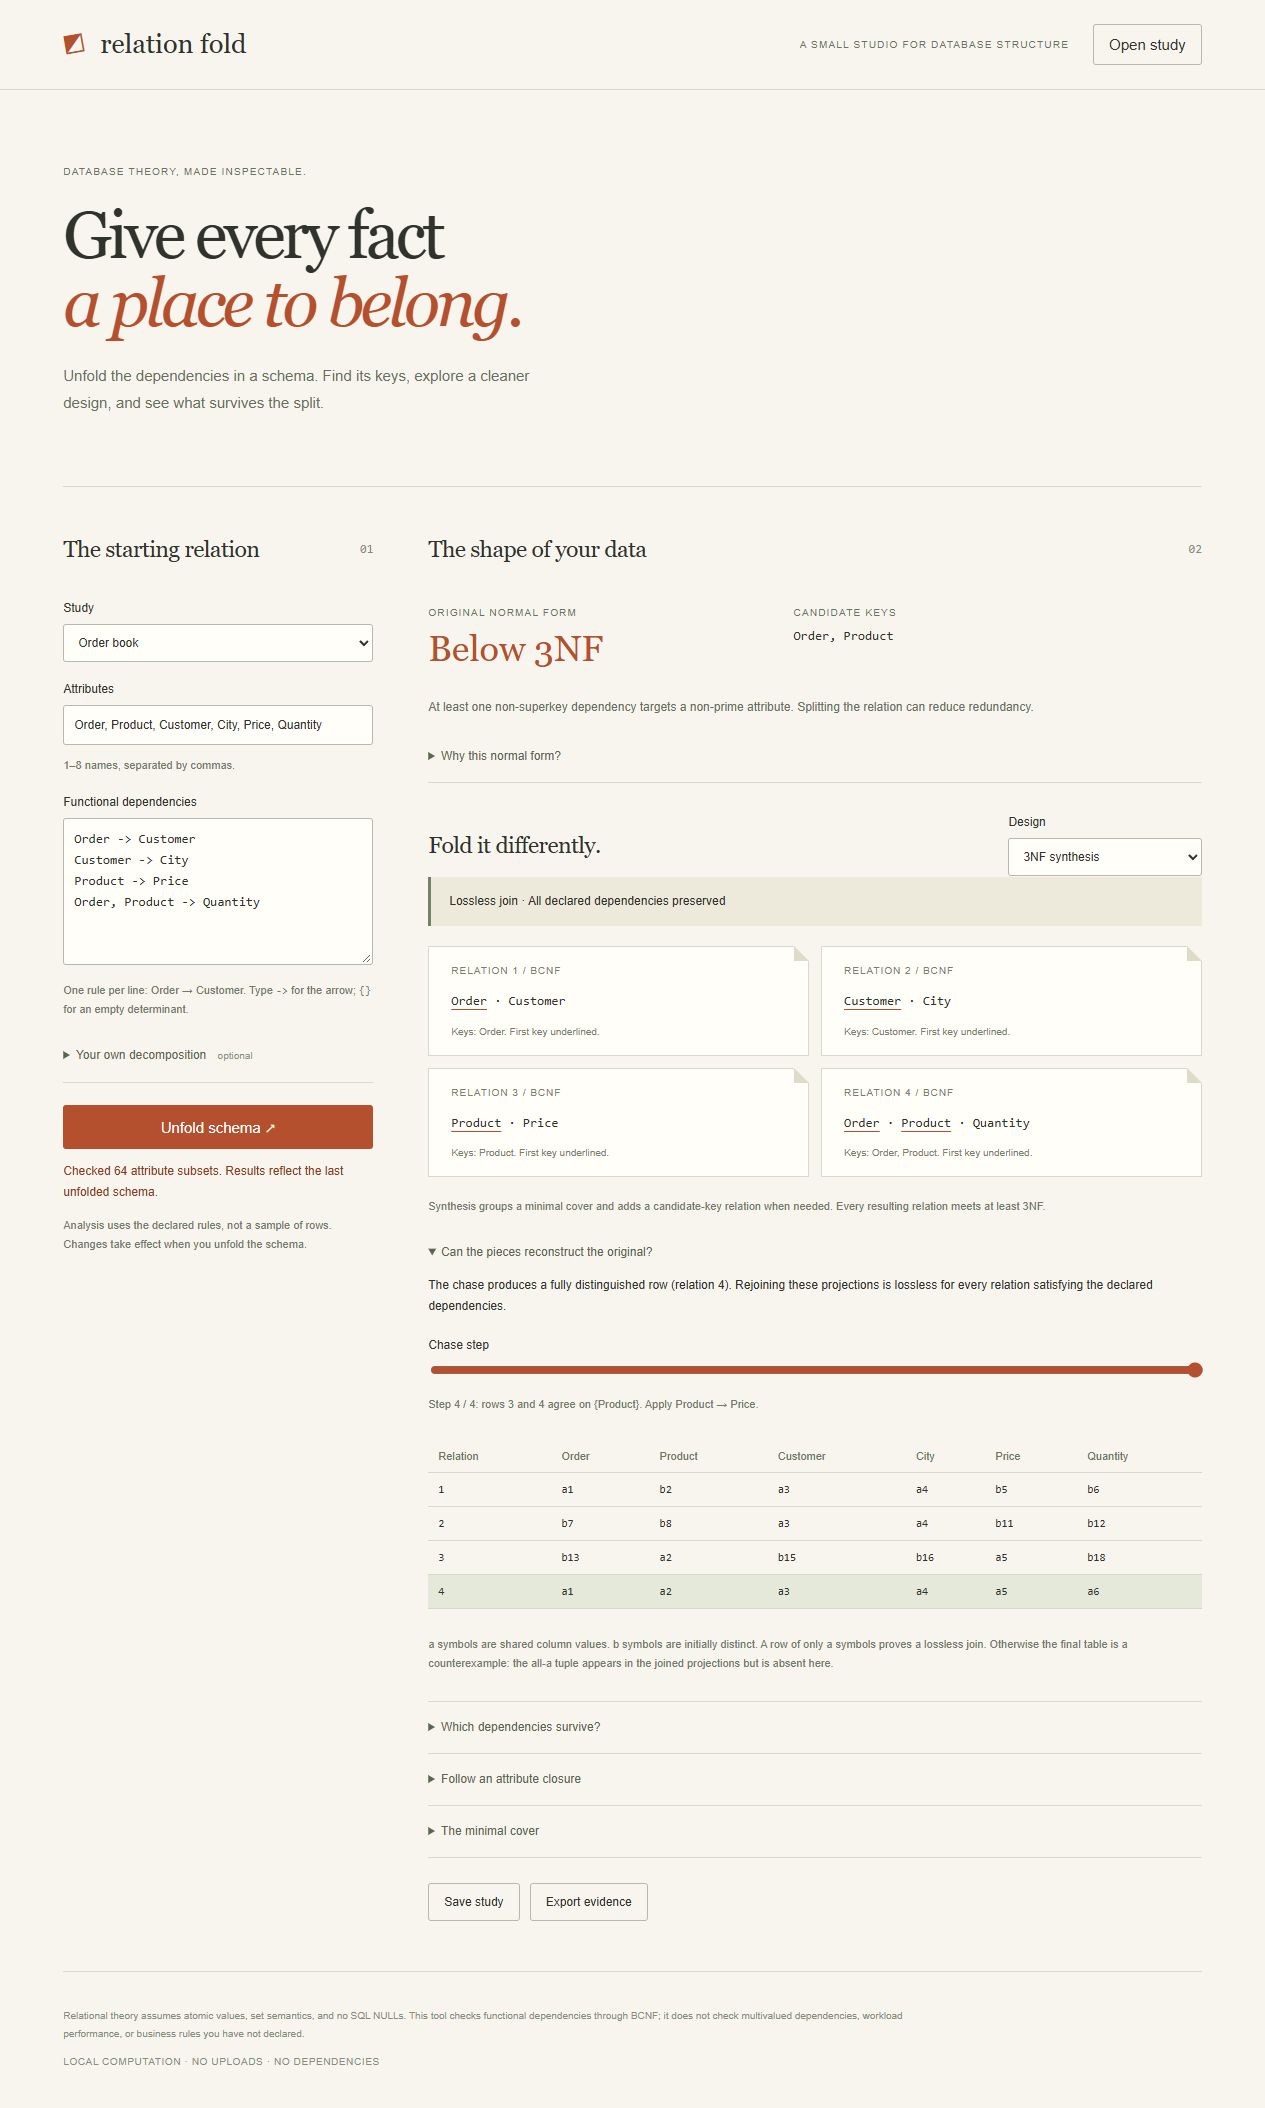 relation fold
A SMALL STUDIO FOR DATABASE STRUCTURE
Open study
DATABASE THEORY, MADE INSPECTABLE.
Give every fact
a place to belong.
Unfold the dependencies in a schema. Find its keys, explore a cleaner
design, and see what survives the split.
The starting relation
01
Study
Order book
Attributes
Order, Product, Customer, City, Price, Quantity
1–8 names, separated by commas.
Functional dependencies
Order -> Customer
Customer -> City
Product -> Price
Order, Product -> Quantity
One rule per line: Order → Customer. Type -> for the arrow; {}
for an empty determinant.
▶ Your own decomposition optional
Unfold schema ↗
Checked 64 attribute subsets. Results reflect the last
unfolded schema.
Analysis uses the declared rules, not a sample of rows.
Changes take effect when you unfold the schema.
The shape of your data
02
ORIGINAL NORMAL FORM
Below 3NF
CANDIDATE KEYS
Order, Product
At least one non-superkey dependency targets a non-prime attribute. Splitting the relation can reduce redundancy.
▶ Why this normal form?
Fold it differently.
Design
3NF synthesis
Lossless join · All declared dependencies preserved
RELATION 1 / BCNF
Order · Customer
Keys: Order. First key underlined.
RELATION 2 / BCNF
Customer · City
Keys: Customer. First key underlined.
RELATION 3 / BCNF
Product · Price
Keys: Product. First key underlined.
RELATION 4 / BCNF
Order · Product · Quantity
Keys: Order, Product. First key underlined.
Synthesis groups a minimal cover and adds a candidate-key relation when needed. Every resulting relation meets at least 3NF.
▼ Can the pieces reconstruct the original?
The chase produces a fully distinguished row (relation 4). Rejoining these projections is lossless for every relation satisfying the declared
dependencies.
Chase step
Step 4 / 4: rows 3 and 4 agree on {Product}. Apply Product → Price.
Relation Order Product Customer City Price Quantity
1 a1 b2 a3 a4 b5 b6
2 b7 b8 a3 a4 b11 b12
3 b13 a2 b15 b16 a5 b18
4 a1 a2 a3 a4 a5 a6
a symbols are shared column values. b symbols are initially distinct. A row of only a symbols proves a lossless join. Otherwise the final table is a
counterexample: the all-a tuple appears in the joined projections but is absent here.
▶ Which dependencies survive?
▶ Follow an attribute closure
▶ The minimal cover
Save study
Export evidence
Relational theory assumes atomic values, set semantics, and no SQL NULLs. This tool checks functional dependencies through BCNF; it does not check multivalued dependencies, workload
performance, or business rules you have not declared.
LOCAL COMPUTATION · NO UPLOADS · NO DEPENDENCIES